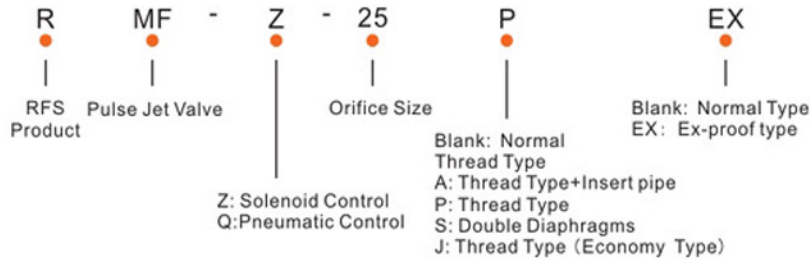 R MF - Z - 25 P EX
RFS
Product
Pulse Jet Valve
Z: Solenoid Control
Q:Pneumatic Control
Orifice Size
Blank: Normal
Thread Type
A: Thread Type+Insert pipe
P: Thread Type
S: Double Diaphragms
J: Thread Type (Economy Type)
Blank: Normal Type
EX: Ex-proof type